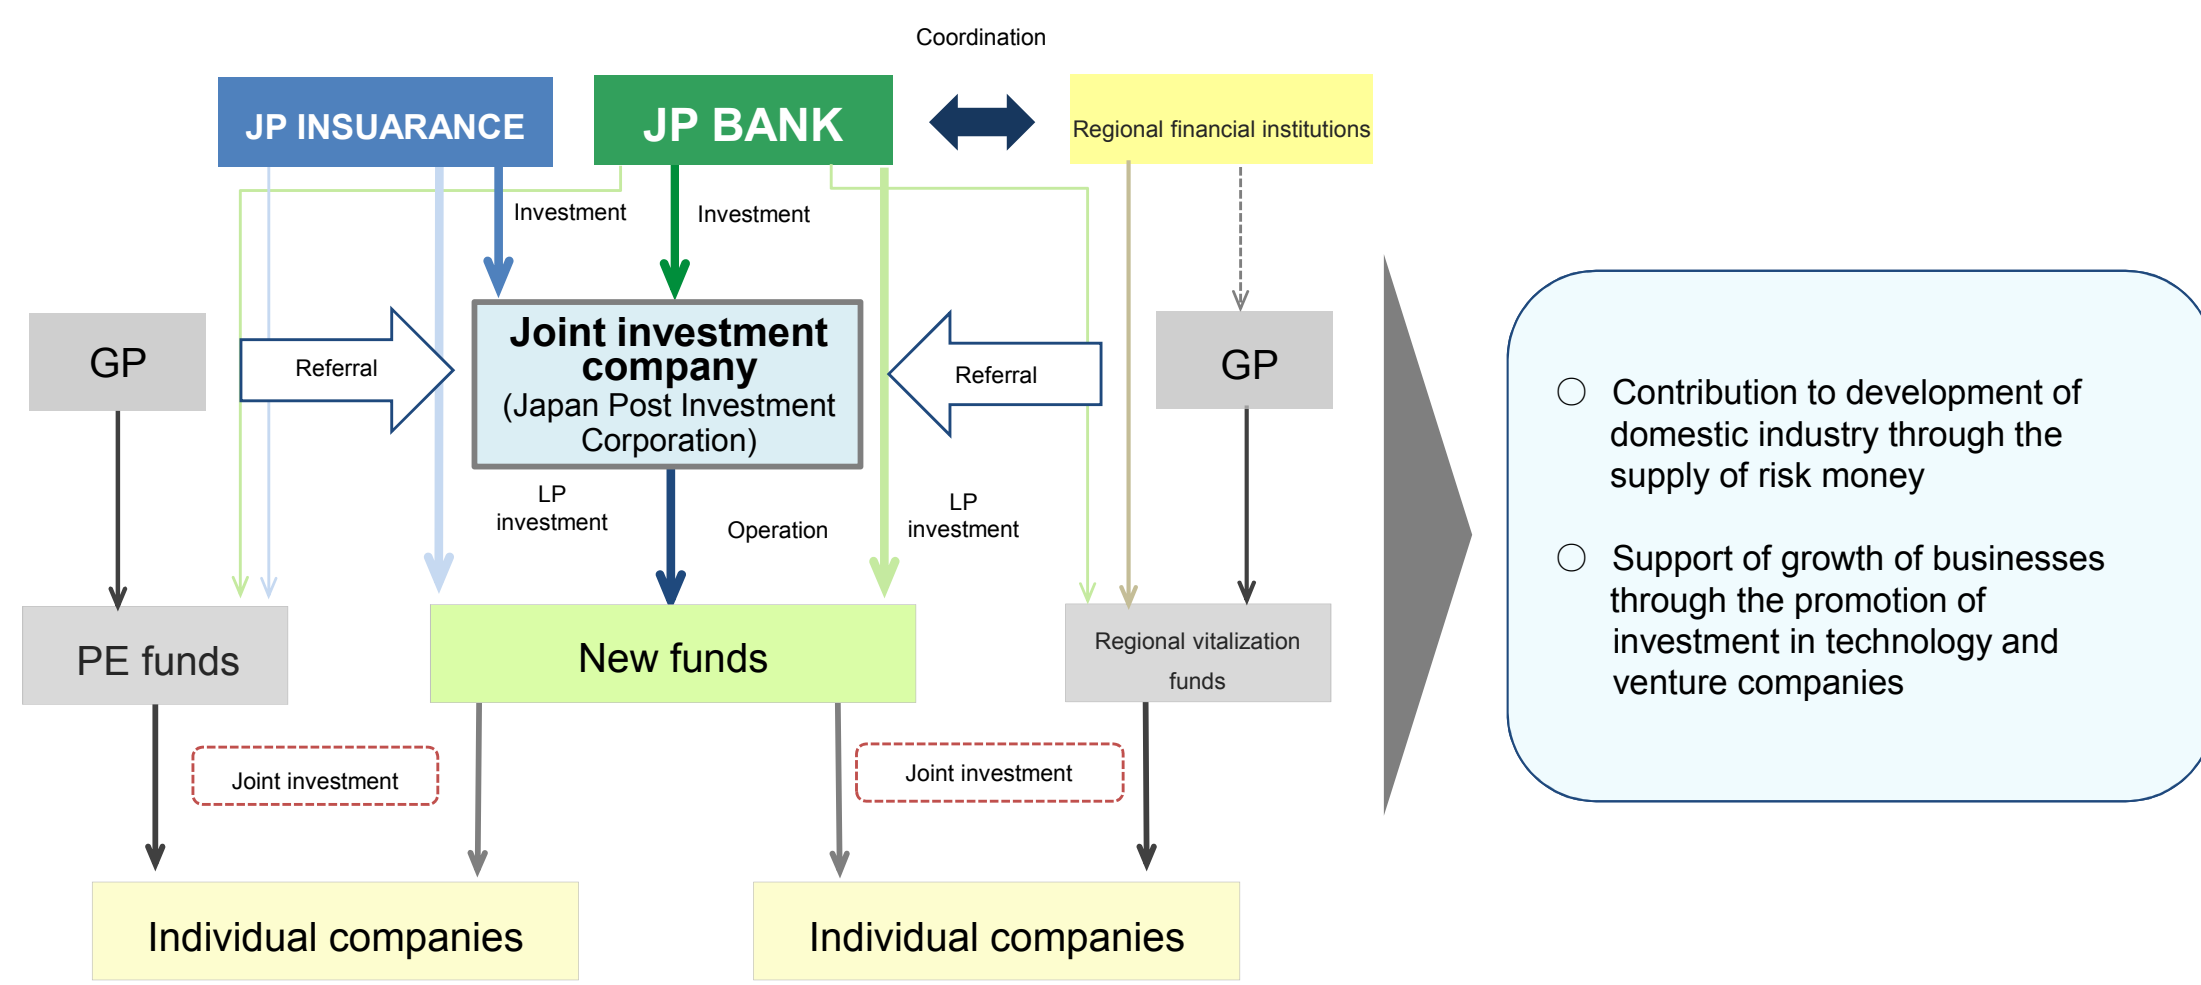 Coordination
JP INSUARANCE
JP BANK
Regional financial institutions
Investment
Investment
GP
Referral
Joint investment
company
(Japan Post Investment
Corporation)
Referral
GP
LP
investment
Operation
LP
investment
PE funds
New funds
Regional vitalization
funds
Joint investment
Joint investment
Individual companies
Individual companies
○ Contribution to development of
domestic industry through the
supply of risk money
○ Support of growth of businesses
through the promotion of
investment in technology and
venture companies